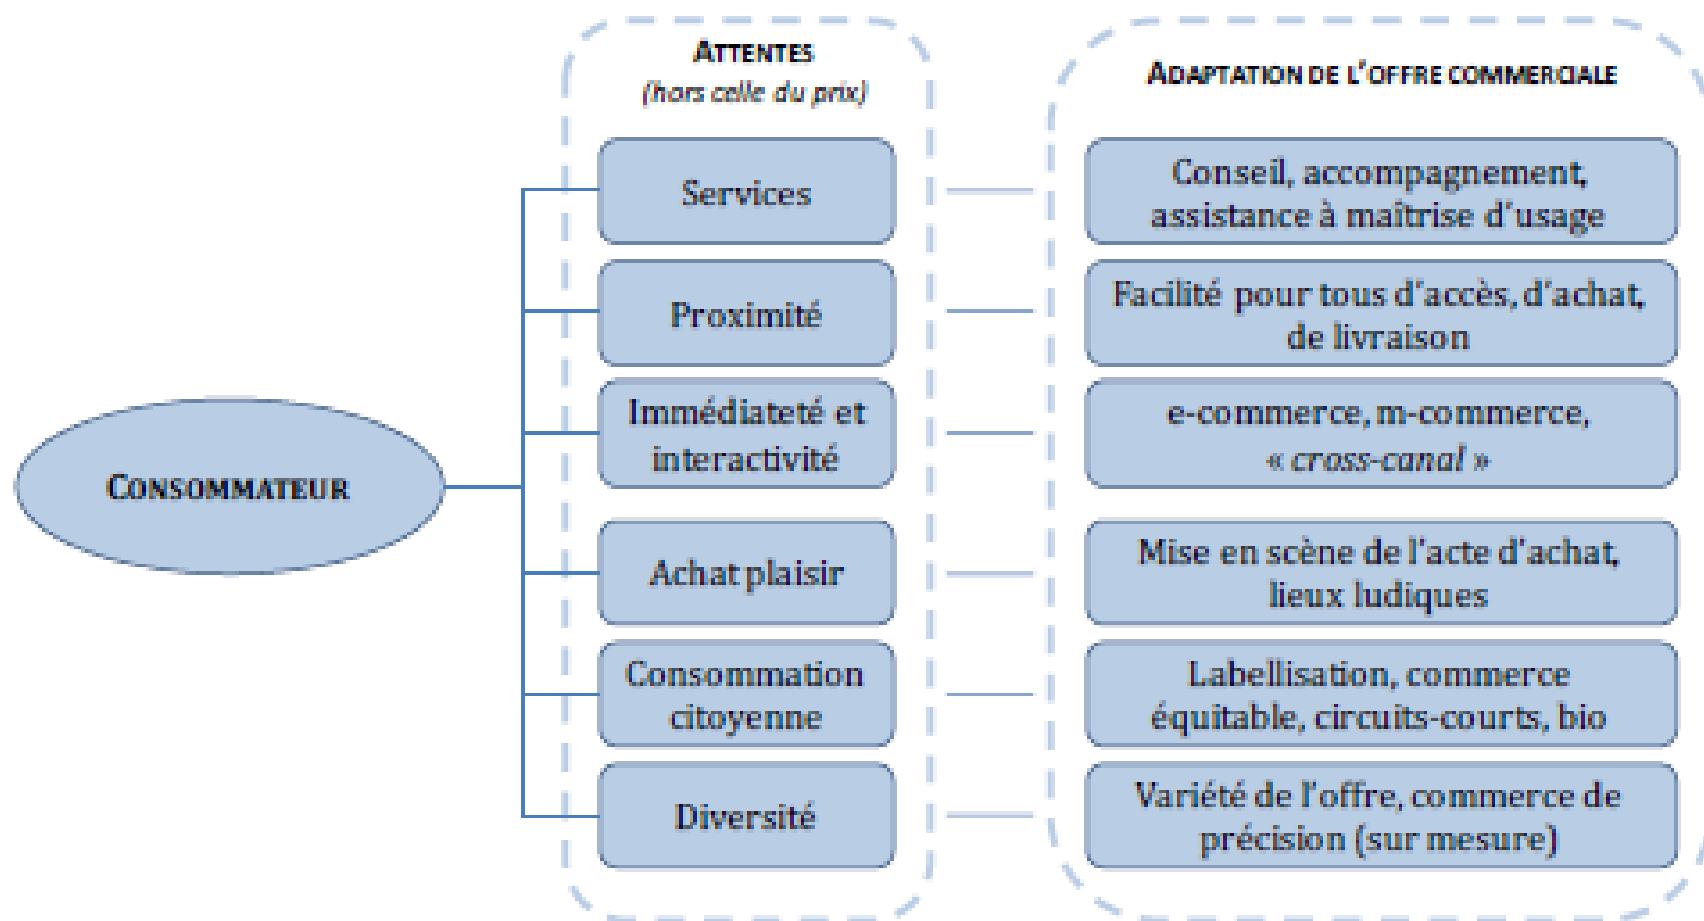 ATTENTES
(hors celle du prix)
ADAPTATION DE L'OFFRE COMMERCIALE
CONSOMMATEUR
Services
Conseil, accompagnement,
assistance à maîtrise d'usage
Proximité
Facilité pour tous d'accès, d'achat,
de livraison
Immédiateté et
interactivité
e-commerce, m-commerce,
« cross-canal »
Achat plaisir
Mise en scène de l'acte d'achat,
lieux ludiques
Consommation
citoyenne
Labellisation, commerce
équitable, circuits-courts, bio
Diversité
Variété de l'offre, commerce de
précision (sur mesure)